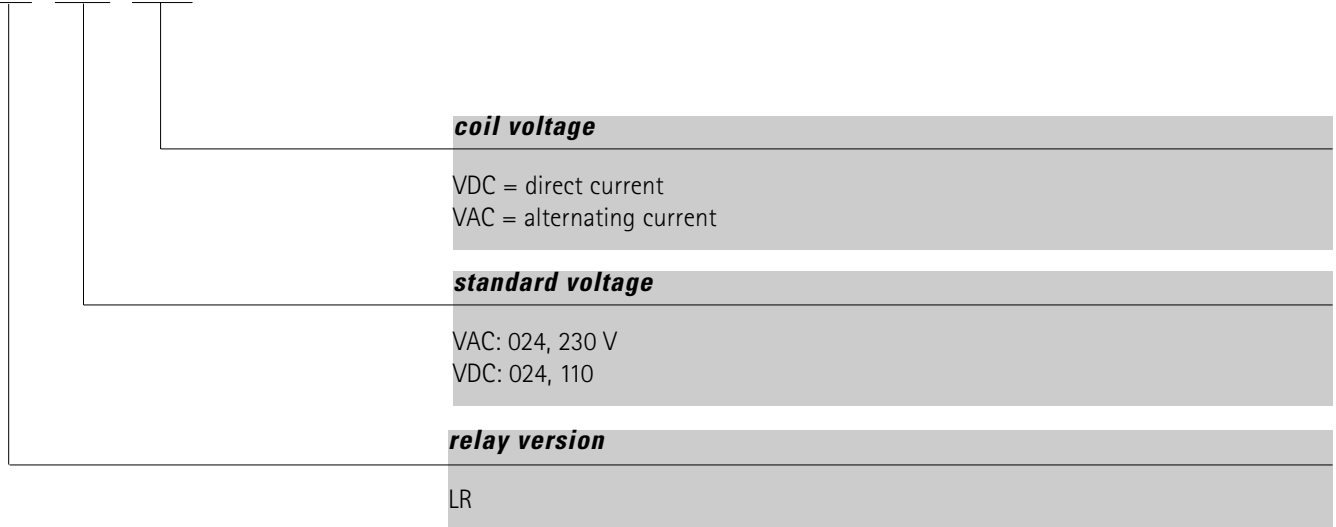 coil voltage
VDC = direct current
VAC = alternating current
standard voltage
VAC: 024, 230 V
VDC: 024, 110
relay version
LR